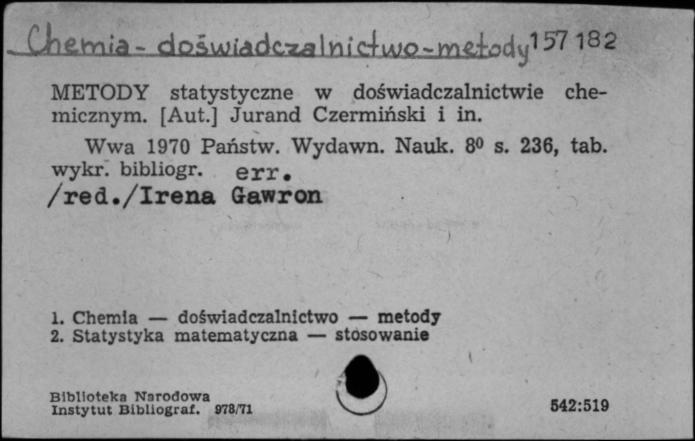 Chemia - doświadczalnictwo - metody 157 182
METODY statystyczne w doświadczalnictwie che-
micznym. [Aut.] Jurand Czermiński i in.
Wwa 1970 Państw. Wydawn. Nauk. 8⁰ s. 236, tab.
wykr. bibliogr. err.
/red./Irena Gawron
1. Chemia — doświadczalnictwo — metody
2. Statystyka matematyczna — stosowanie
Biblioteka Narodowa
Instytut Bibliograf. 978/71
542:519